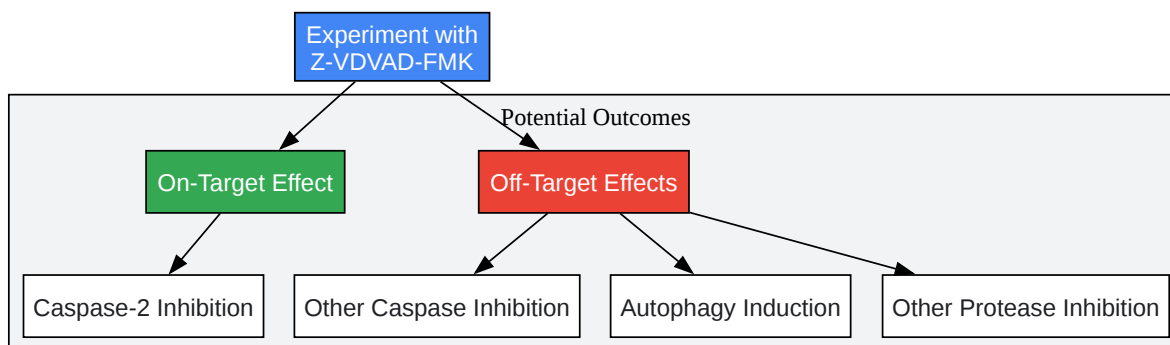 Experiment with
Z-VDVAD-FMK
Potential Outcomes
On-Target Effect
Off-Target Effects
Caspase-2 Inhibition
Other Caspase Inhibition
Autophagy Induction
Other Protease Inhibition